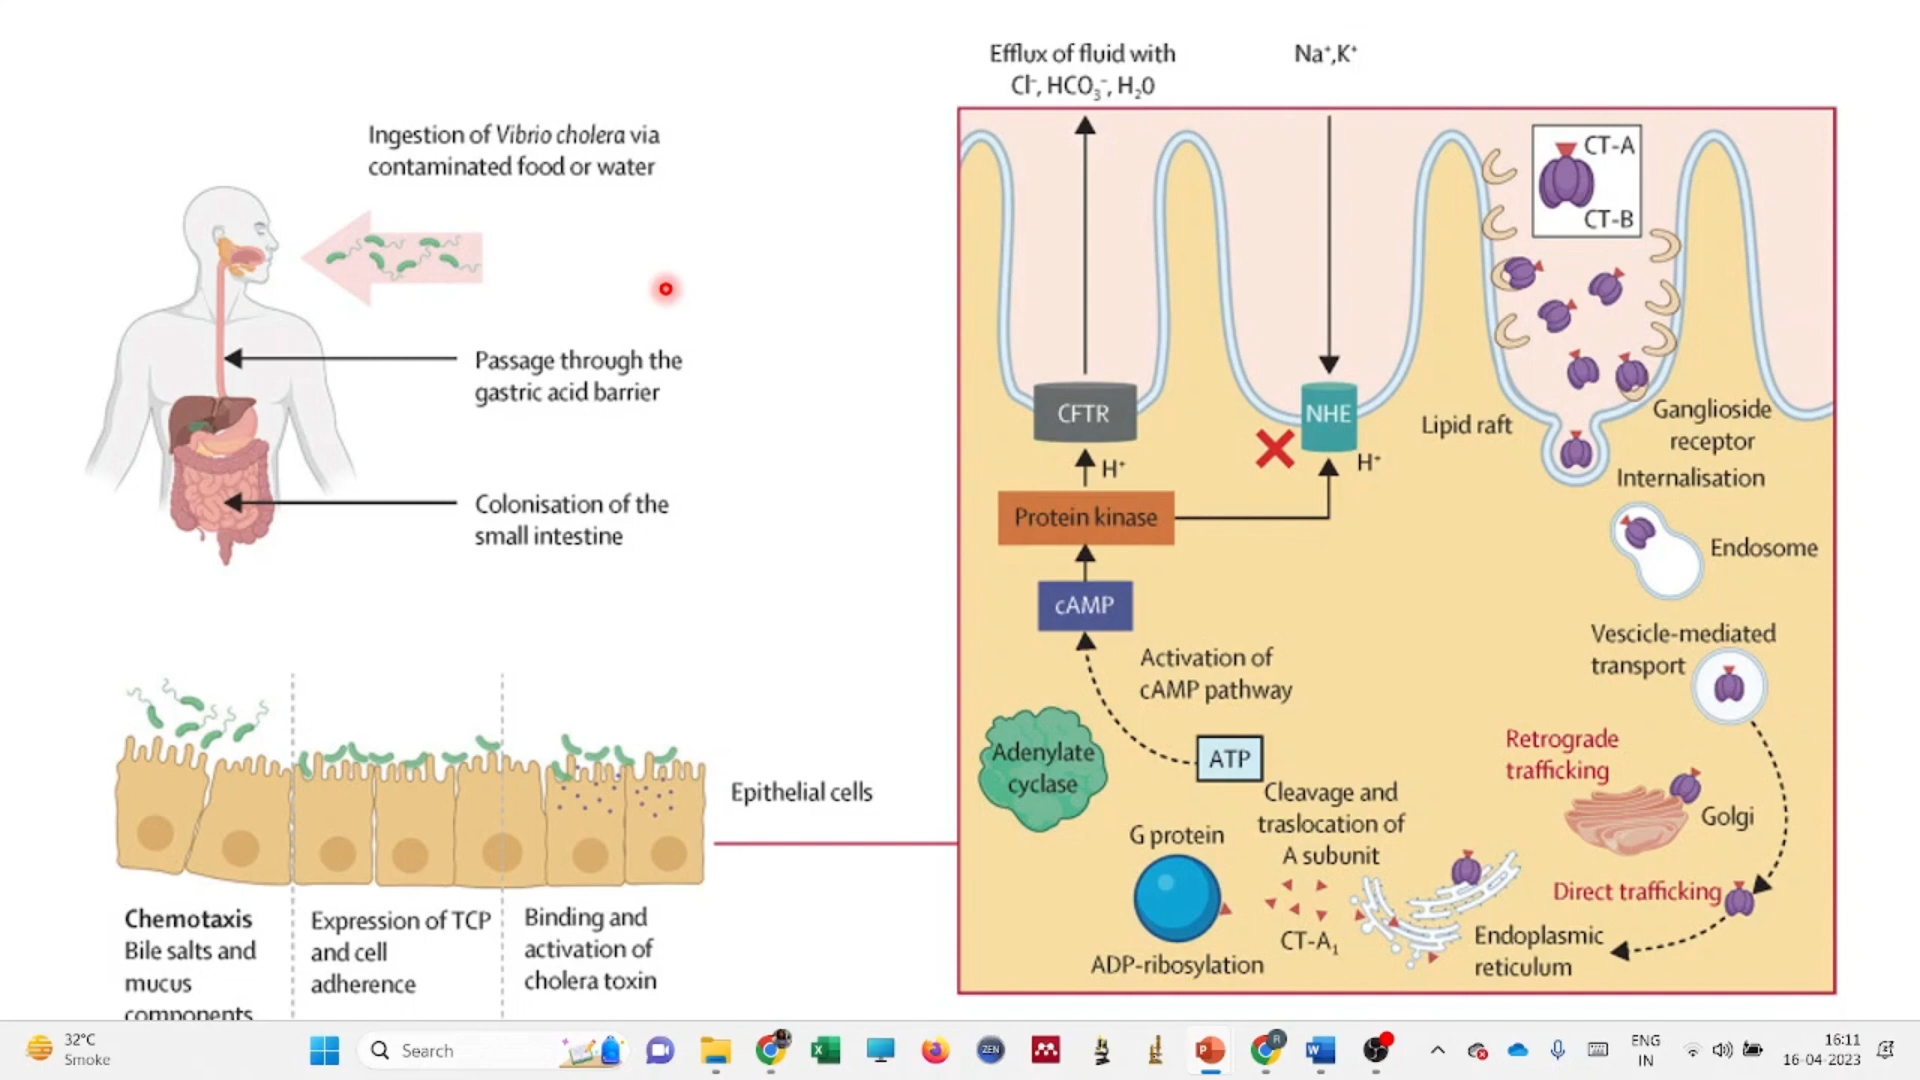 Efflux of fluid with
Cl⁻, HCO₃⁻, H₂0
Na⁺,K⁺
Ingestion of Vibrio cholera via
contaminated food or water
Passage through the
gastric acid barrier
Colonisation of the
small intestine
CT-A
CT-B
CFTR
NHE
Lipid raft
Ganglioside
receptor
H⁺
H⁺
Internalisation
Protein kinase
Endosome
cAMP
Vescicle-mediated
transport
Activation of
cAMP pathway
Adenylate
cyclase
ATP
Retrograde
trafficking
Golgi
Cleavage and
traslocation of
A subunit
G protein
Direct trafficking
CT-A₁
ADP-ribosylation
Endoplasmic
reticulum
Epithelial cells
Chemotaxis
Bile salts and
mucus
components
Expression of TCP
and cell
adherence
Binding and
activation of
cholera toxin
32°C
Smoke
Search
ZEN
R
ENG
IN
16:11
16-04-2023